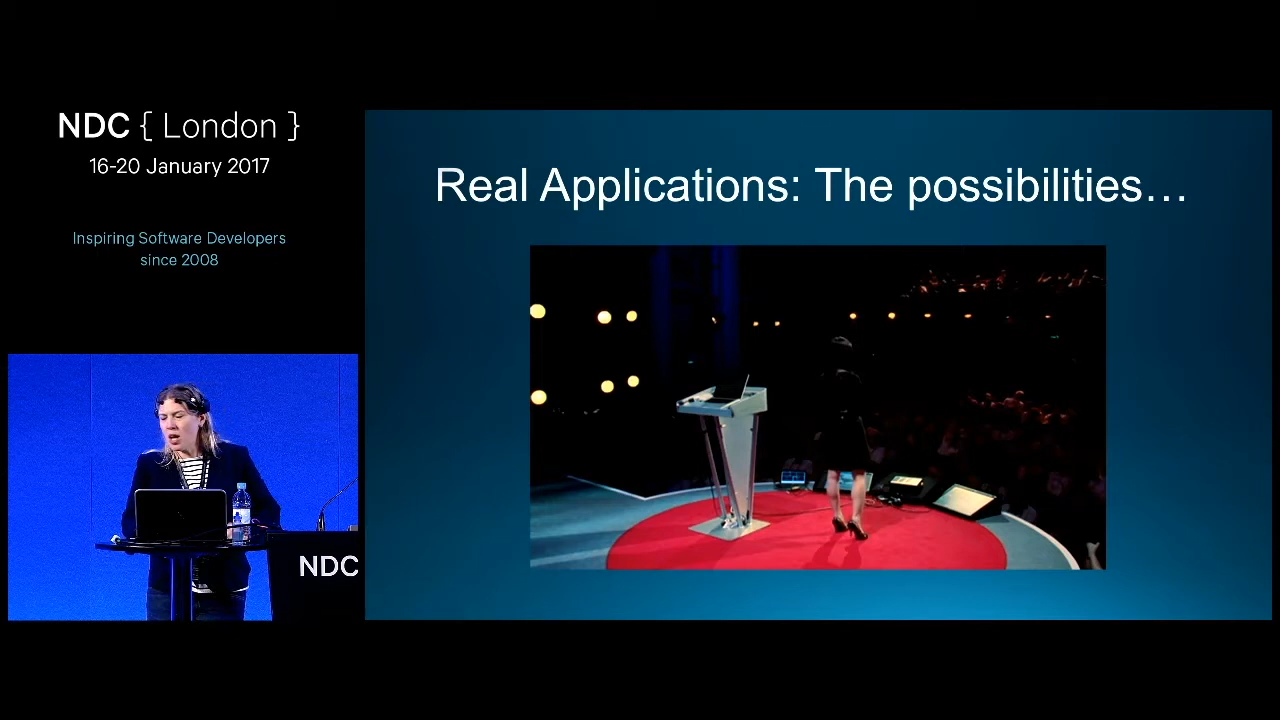 NDC { London }
16-20 January 2017
Inspiring Software Developers
since 2008
Real Applications: The possibilities…
NDC